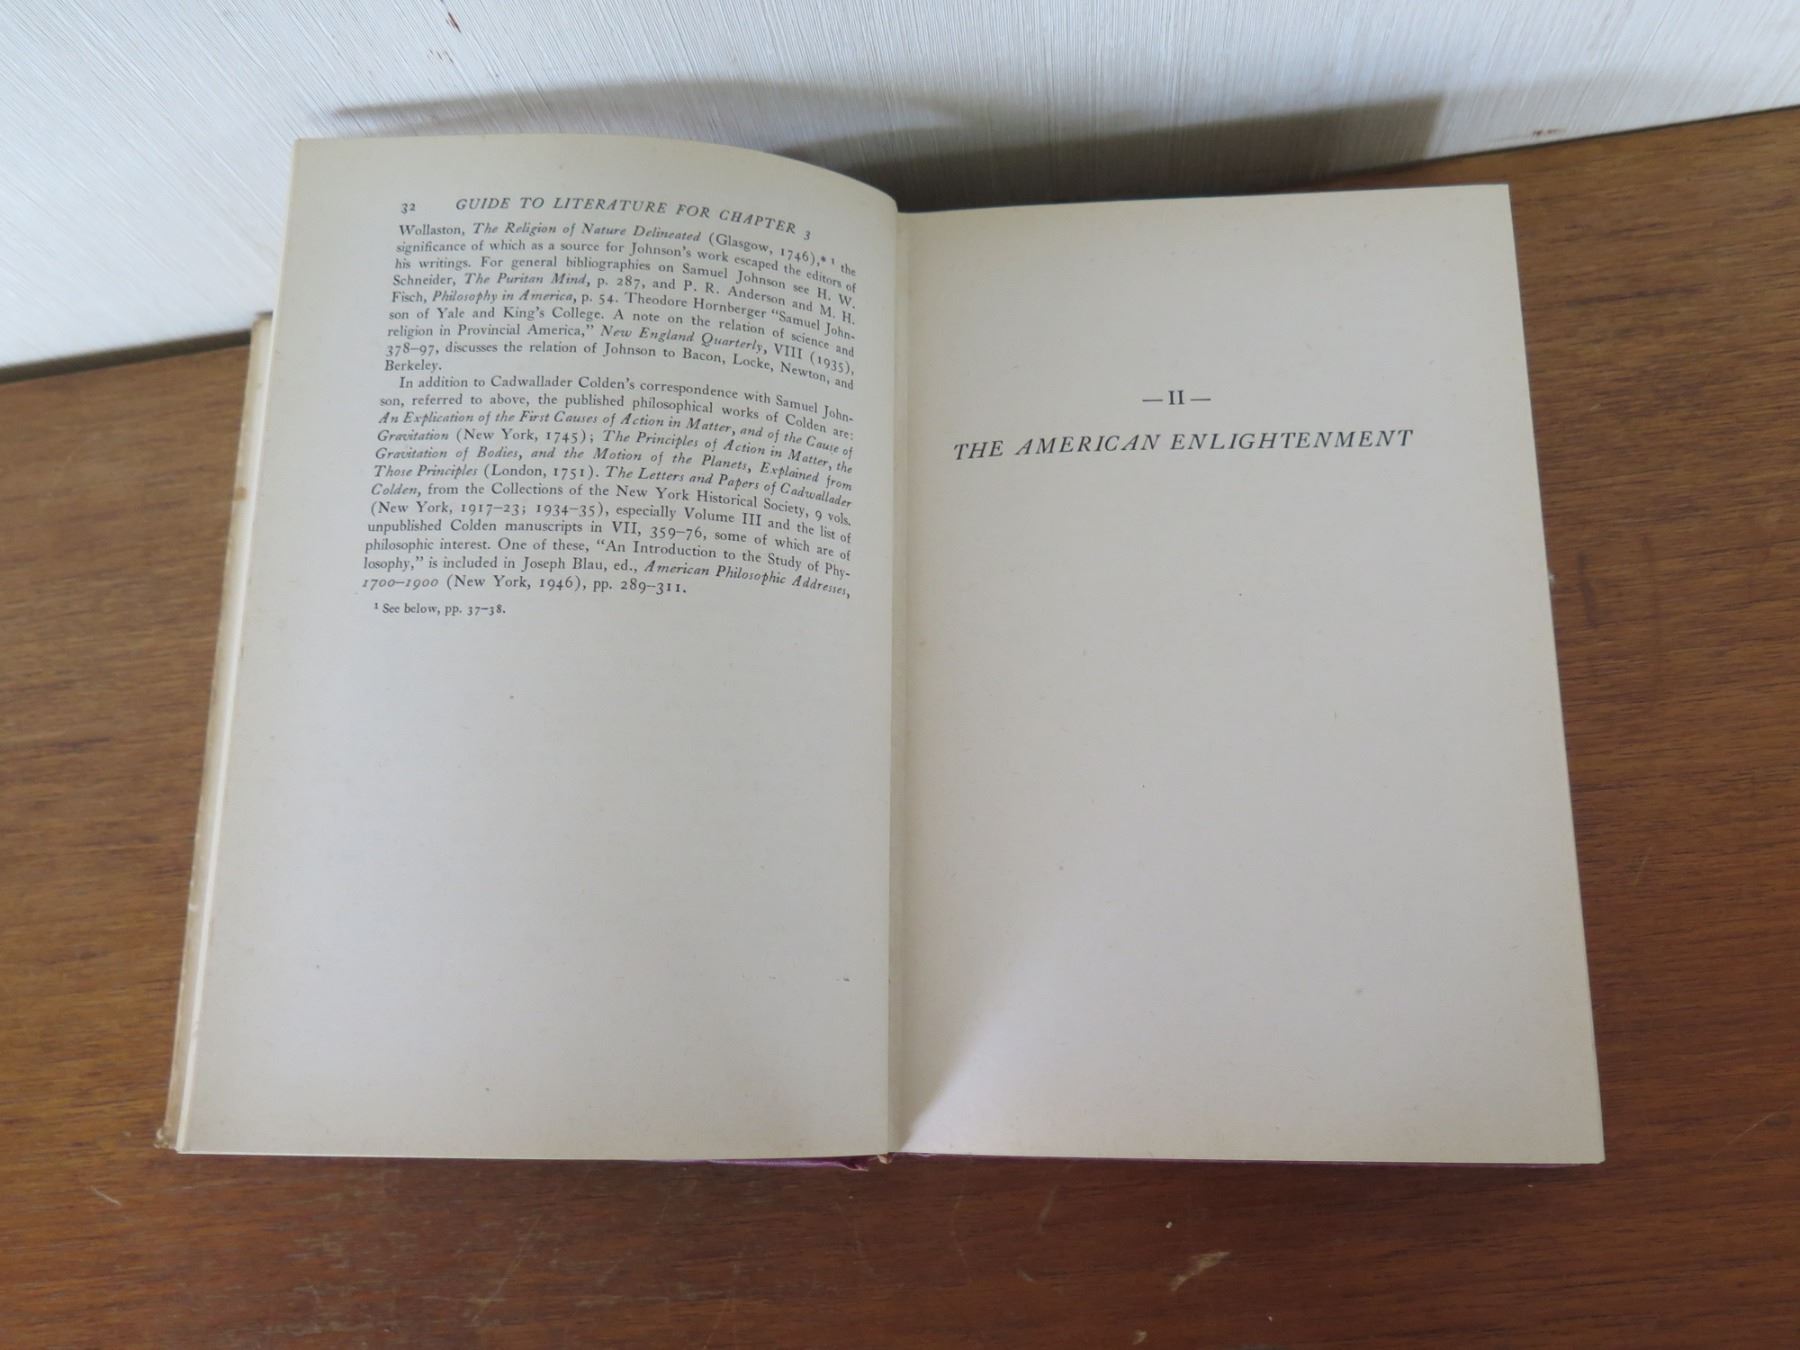 32 GUIDE TO LITERATURE FOR CHAPTER 3
Wollaston, The Religion of Nature Delineated (Glasgow, 1746),* 1 the
significance of which as a source for Johnson's work escaped the editors of
his writings. For general bibliographies on Samuel Johnson see H. W.
Schneider, The Puritan Mind, p. 287, and P. R. Anderson and M. H.
Fisch, Philosophy in America, p. 54. Theodore Hornberger "Samuel John-
son of Yale and King's College. A note on the relation of science and
religion in Provincial America," New England Quarterly, VIII (1935),
378–97, discusses the relation of Johnson to Bacon, Locke, Newton, and
Berkeley.
In addition to Cadwallader Colden's correspondence with Samuel John-
son, referred to above, the published philosophical works of Colden are:
An Explication of the First Causes of Action in Matter, and of the Cause of
Gravitation (New York, 1745); The Principles of Action in Matter, the
Gravitation of Bodies, and the Motion of the Planets, Explained from
Those Principles (London, 1751). The Letters and Papers of Cadwallader
Colden, from the Collections of the New York Historical Society, 9 vols.
(New York, 1917–23; 1934–35), especially Volume III and the list of
unpublished Colden manuscripts in VII, 359–76, some of which are of
philosophic interest. One of these, "An Introduction to the Study of Phy-
losophy," is included in Joseph Blau, ed., American Philosophic Addresses,
1700–1900 (New York, 1946), pp. 289–311.
1 See below, pp. 37–38.
— II —
THE AMERICAN ENLIGHTENMENT